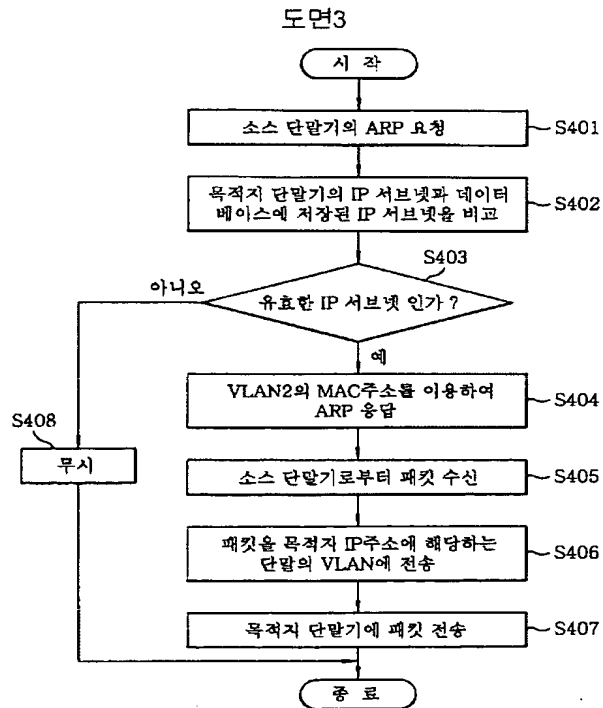 도면3
시 작
소스 단말기의 ARP 요청
S401
목적지 단말기의 IP 서브넷과 데이터
베이스에 저장된 IP 서브넷을 비고
S402
S403
아니오
유효한 IP 서브넷 인가 ?
예
VLAN2의 MAC주소를 이용하여
ARP 응답
S404
S408
무시
소스 단말기로부터 패킷 수신
S405
패킷을 목적자 IP주소에 해당하는
단말의 VLAN에 전송
S406
목적지 단말기에 패킷 전송
S407
종 료